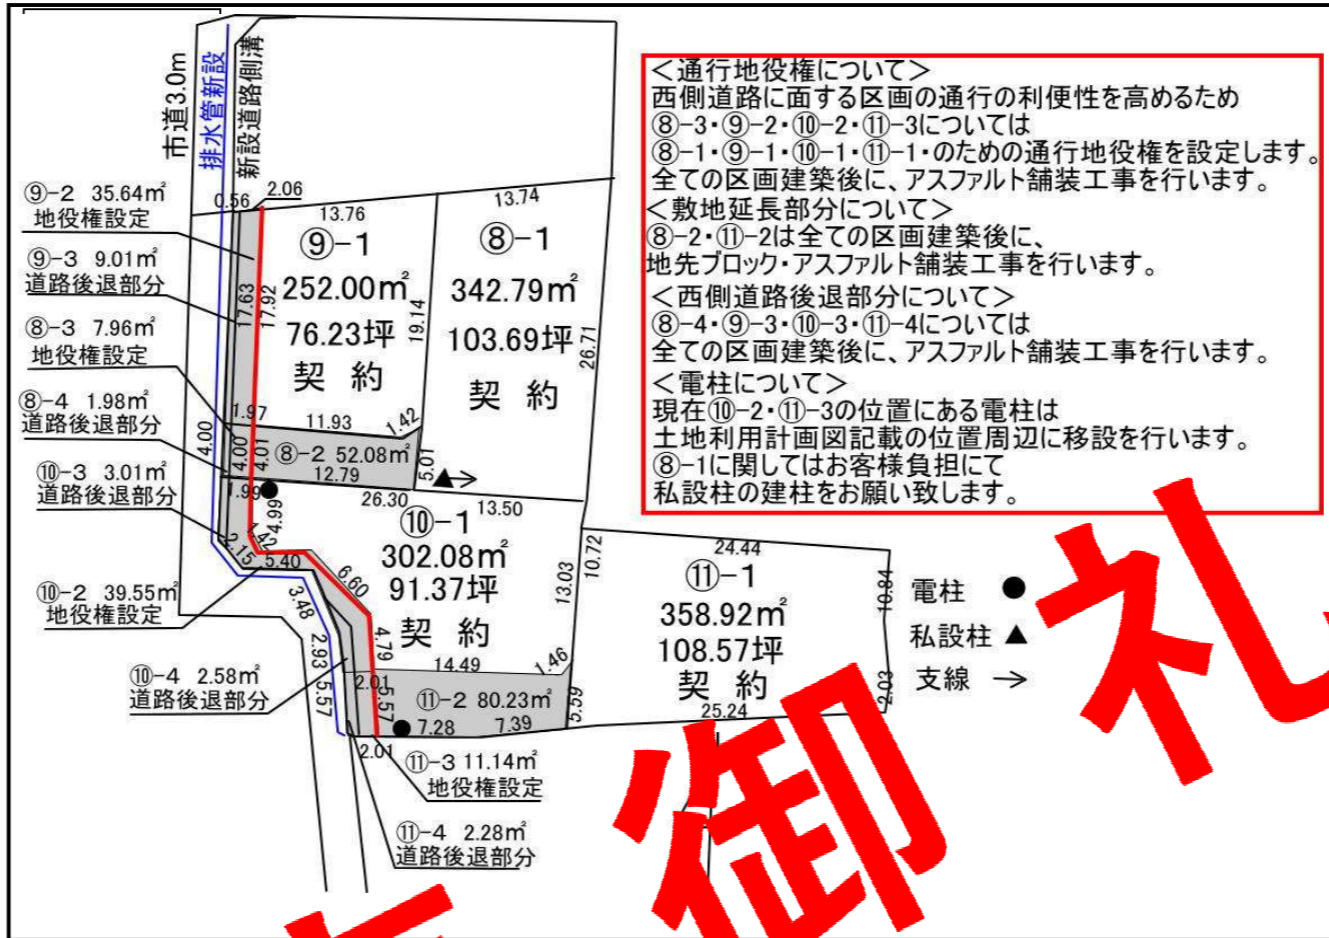 市道3.0m
排水管新設
新設道路側溝
<通行地役権について>
西側道路に面する区画の通行の利便性を高めるため
⑧-3・⑨-2・⑩-2・⑪-3については
⑧-1・⑨-1・⑩-1・⑪-1・のための通行地役権を設定します。
全ての区画建築後に、アスファルト舗装工事を行います。
<敷地延長部分について>
⑧-2・⑪-2は全ての区画建築後に、
地先ブロック・アスファルト舗装工事を行います。
<西側道路後退部分について>
⑧-4・⑨-3・⑩-3・⑪-4については
全ての区画建築後に、アスファルト舗装工事を行います。
<電柱について>
現在⑩-2・⑪-3の位置にある電柱は
土地利用計画図記載の位置周辺に移設を行います。
⑧-1に関してはお客様負担にて
私設柱の建柱をお願い致します。
⑨-2 35.64㎡
地役権設定
⑨-3 9.01㎡
道路後退部分
⑧-3 7.96㎡
地役権設定
⑧-4 1.98㎡
道路後退部分
⑩-3 3.01㎡
道路後退部分
⑩-2 39.55㎡
地役権設定
⑩-4 2.58㎡
道路後退部分
0.56
2.06
13.76
⑨-1
252.00㎡
76.23坪
契約
17.63
17.92
19.14
13.74
⑧-1
342.79㎡
103.69坪
契約
26.71
1.97
11.93
1.42
4.00
4.00
4.01
⑧-2 52.08㎡
12.79
5.01
1.99
26.30
13.50
4.99
⑩-1
302.08㎡
91.37坪
契約
1.42
2.15
5.40
6.60
3.48
2.93
5.57
4.79
13.03
10.72
14.49
1.46
2.01
5.57
⑪-2 80.23㎡
7.28
7.39
5.59
2.01
24.44
⑪-1
358.92㎡
108.57坪
契約
25.24
10.84
2.03
⑪-3 11.14㎡
地役権設定
⑪-4 2.28㎡
道路後退部分
電柱 ●
私設柱 ▲
支線 →
御礼